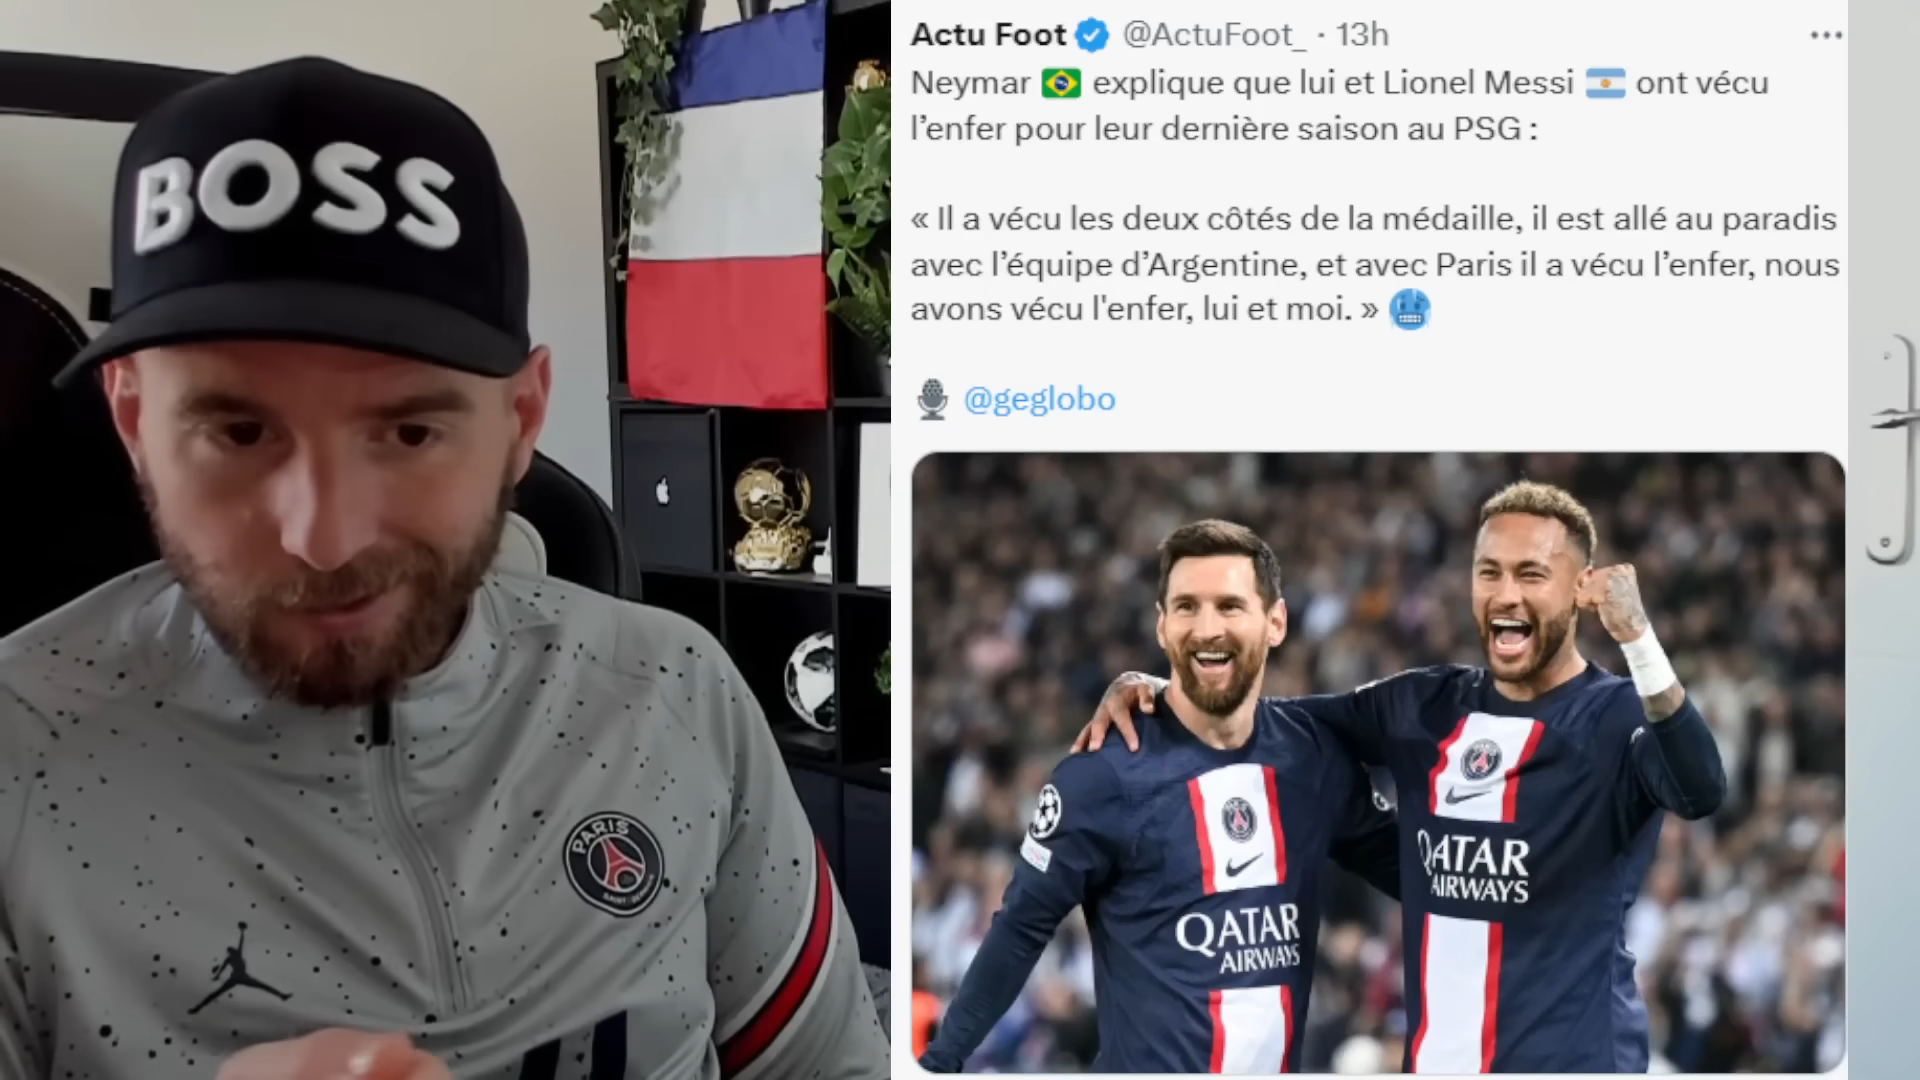 BOSS
PARIS
SAINT-GERMAIN
Actu Foot @ActuFoot_ · 13h
Neymar 🇧🇷 explique que lui et Lionel Messi 🇦🇷 ont vécu
l’enfer pour leur dernière saison au PSG :
« Il a vécu les deux côtés de la médaille, il est allé au paradis
avec l’équipe d’Argentine, et avec Paris il a vécu l’enfer, nous
avons vécu l'enfer, lui et moi. » 🥶
🎙 @geglobo
QATAR
AIRWAYS
QATAR
AIRWAYS